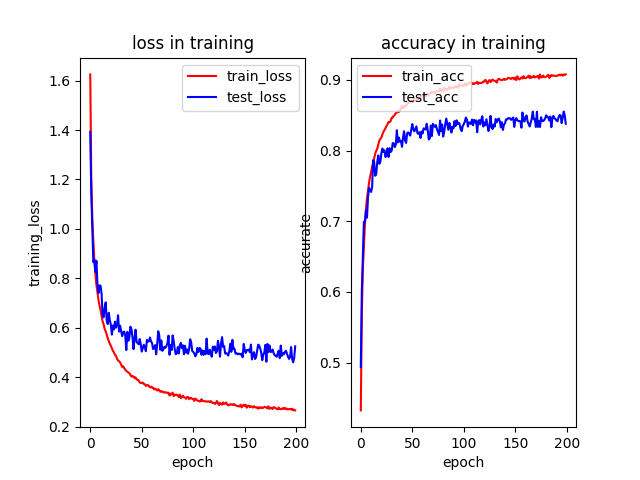 loss in training
training_loss
1.6
1.4
1.2
1.0
0.8
0.6
0.4
0.2
0
50
100
150
200
epoch
train_loss
test_loss
accuracy in training
accurate
0.9
0.8
0.7
0.6
0.5
0
50
100
150
200
epoch
train_acc
test_acc